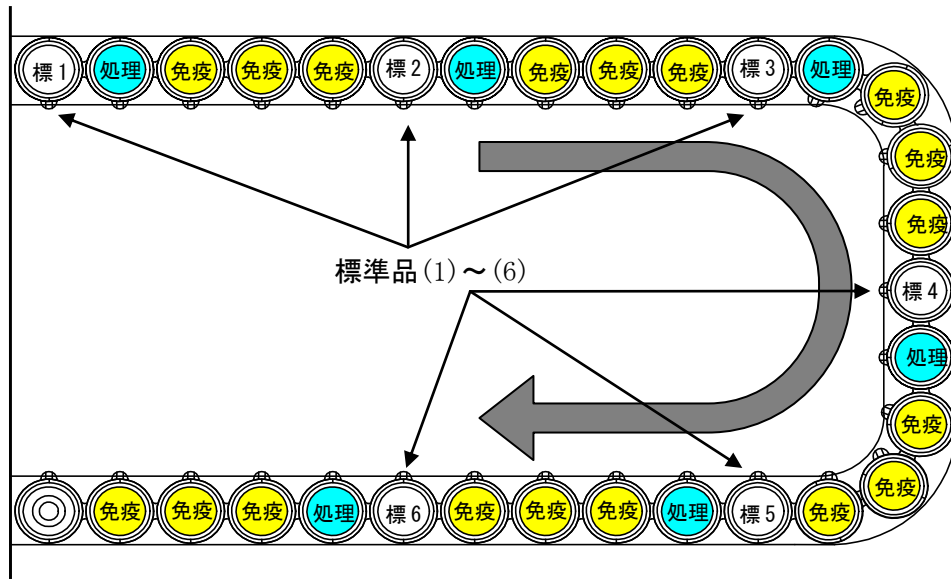 標1 処理 免疫 免疫 免疫 標2 処理 免疫 免疫 免疫 標3 処理
免疫
免疫
免疫
標準品(1)～(6)
標4
処理
免疫
免疫
免疫 免疫 免疫 処理 標6 免疫 免疫 免疫 処理 標5 免疫